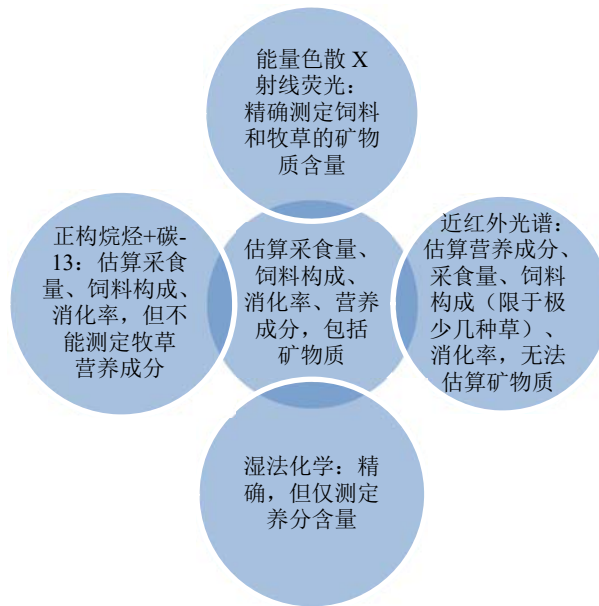 能量色散 X
射线荧光：
精确测定饲料
和牧草的矿物
质含量
正构烷烃+碳-
13：估算采食
量、饲料构成、
消化率，但不
能测定牧草
营养成分
估算采食量、
饲料构成、
消化率、营养
成分，包括
矿物质
近红外光谱：
估算营养成分、
采食量、饲料
构成（限于极
少几种草）、
消化率，无法
估算矿物质
湿法化学：精
确，但仅测定
养分含量